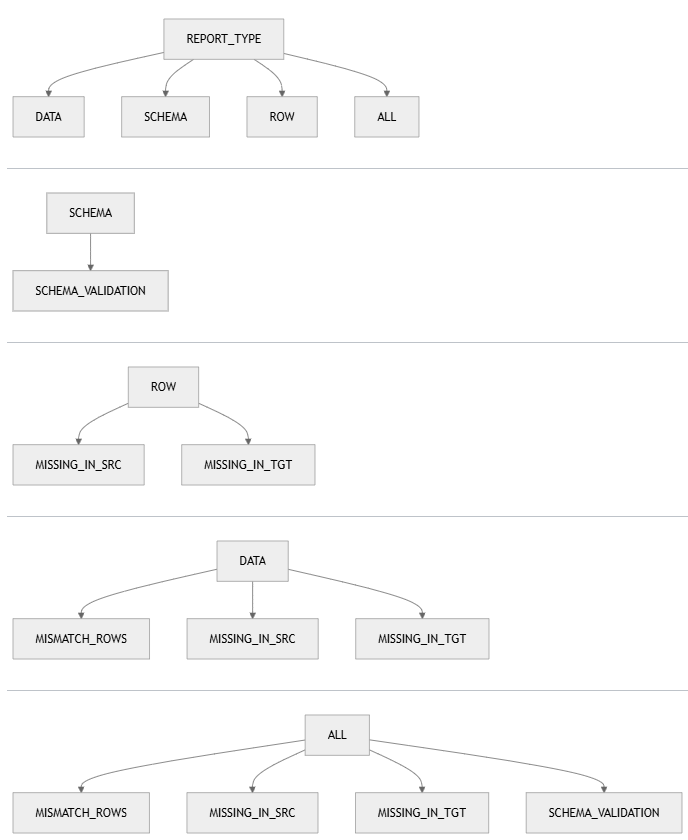 REPORT_TYPE
DATA SCHEMA ROW ALL
SCHEMA
SCHEMA_VALIDATION
ROW
MISSING_IN_SRC MISSING_IN_TGT
DATA
MISMATCH_ROWS MISSING_IN_SRC MISSING_IN_TGT
ALL
MISMATCH_ROWS MISSING_IN_SRC MISSING_IN_TGT SCHEMA_VALIDATION